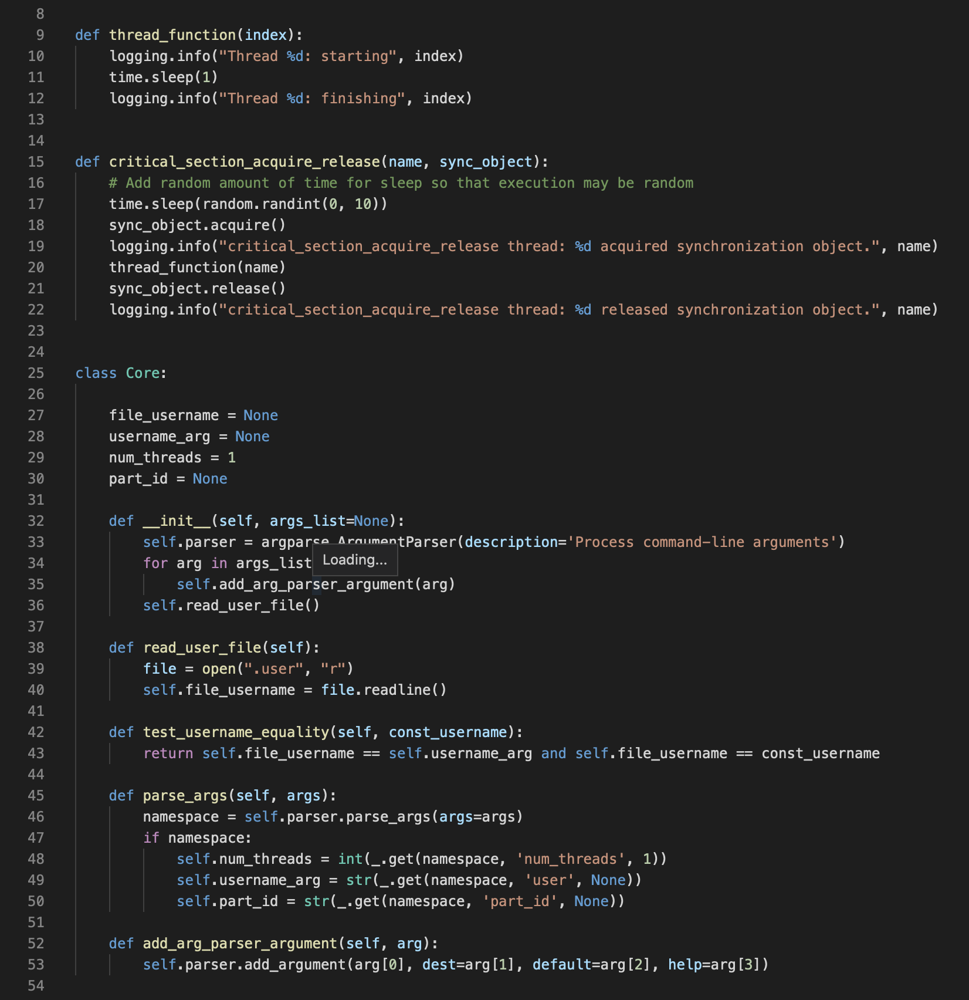 8
9 def thread_function(index):
10     logging.info("Thread %d: starting", index)
11     time.sleep(1)
12     logging.info("Thread %d: finishing", index)
13
14
15 def critical_section_acquire_release(name, sync_object):
16     # Add random amount of time for sleep so that execution may be random
17     time.sleep(random.randint(0, 10))
18     sync_object.acquire()
19     logging.info("critical_section_acquire_release thread: %d acquired synchronization object.", name)
20     thread_function(name)
21     sync_object.release()
22     logging.info("critical_section_acquire_release thread: %d released synchronization object.", name)
23
24
25 class Core:
26
27     file_username = None
28     username_arg = None
29     num_threads = 1
30     part_id = None
31
32     def __init__(self, args_list=None):
33         self.parser = argparse.ArgumentParser(description='Process command-line arguments')
34         for arg in args_list
Loading...
35             self.add_arg_parser_argument(arg)
36         self.read_user_file()
37
38     def read_user_file(self):
39         file = open(".user", "r")
40         self.file_username = file.readline()
41
42     def test_username_equality(self, const_username):
43         return self.file_username == self.username_arg and self.file_username == const_username
44
45     def parse_args(self, args):
46         namespace = self.parser.parse_args(args=args)
47         if namespace:
48             self.num_threads = int(_.get(namespace, 'num_threads', 1))
49             self.username_arg = str(_.get(namespace, 'user', None))
50             self.part_id = str(_.get(namespace, 'part_id', None))
51
52     def add_arg_parser_argument(self, arg):
53         self.parser.add_argument(arg[0], dest=arg[1], default=arg[2], help=arg[3])
54